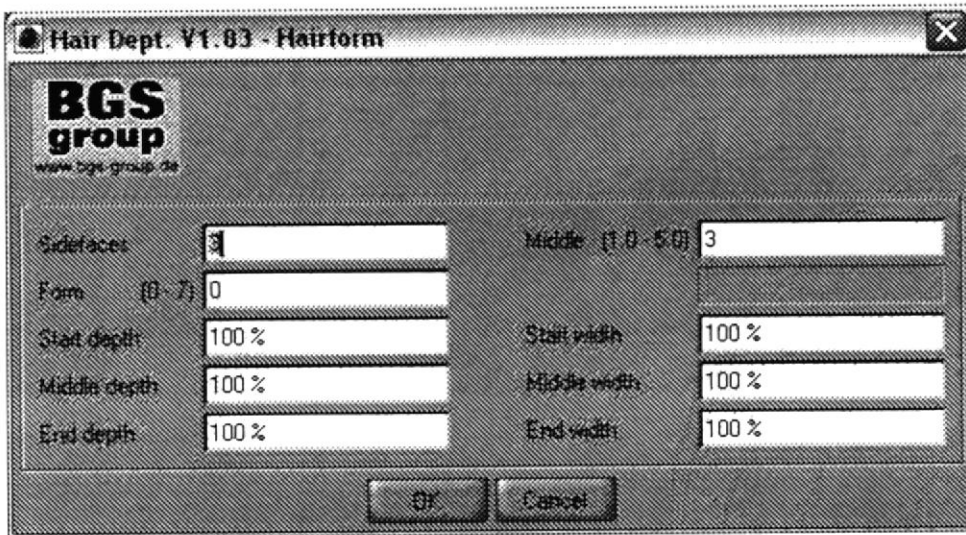 Hair Dept. V1.83 - Hairform
BGS
group
www.bgs-group.de
Sidefaces 3 Middle (1.0 - 5.0) 3
Form (0 - 7) 0
Start depth 100 % Start width 100 %
Middle depth 100 % Middle width 100 %
End depth 100 % End width 100 %
OK Cancel